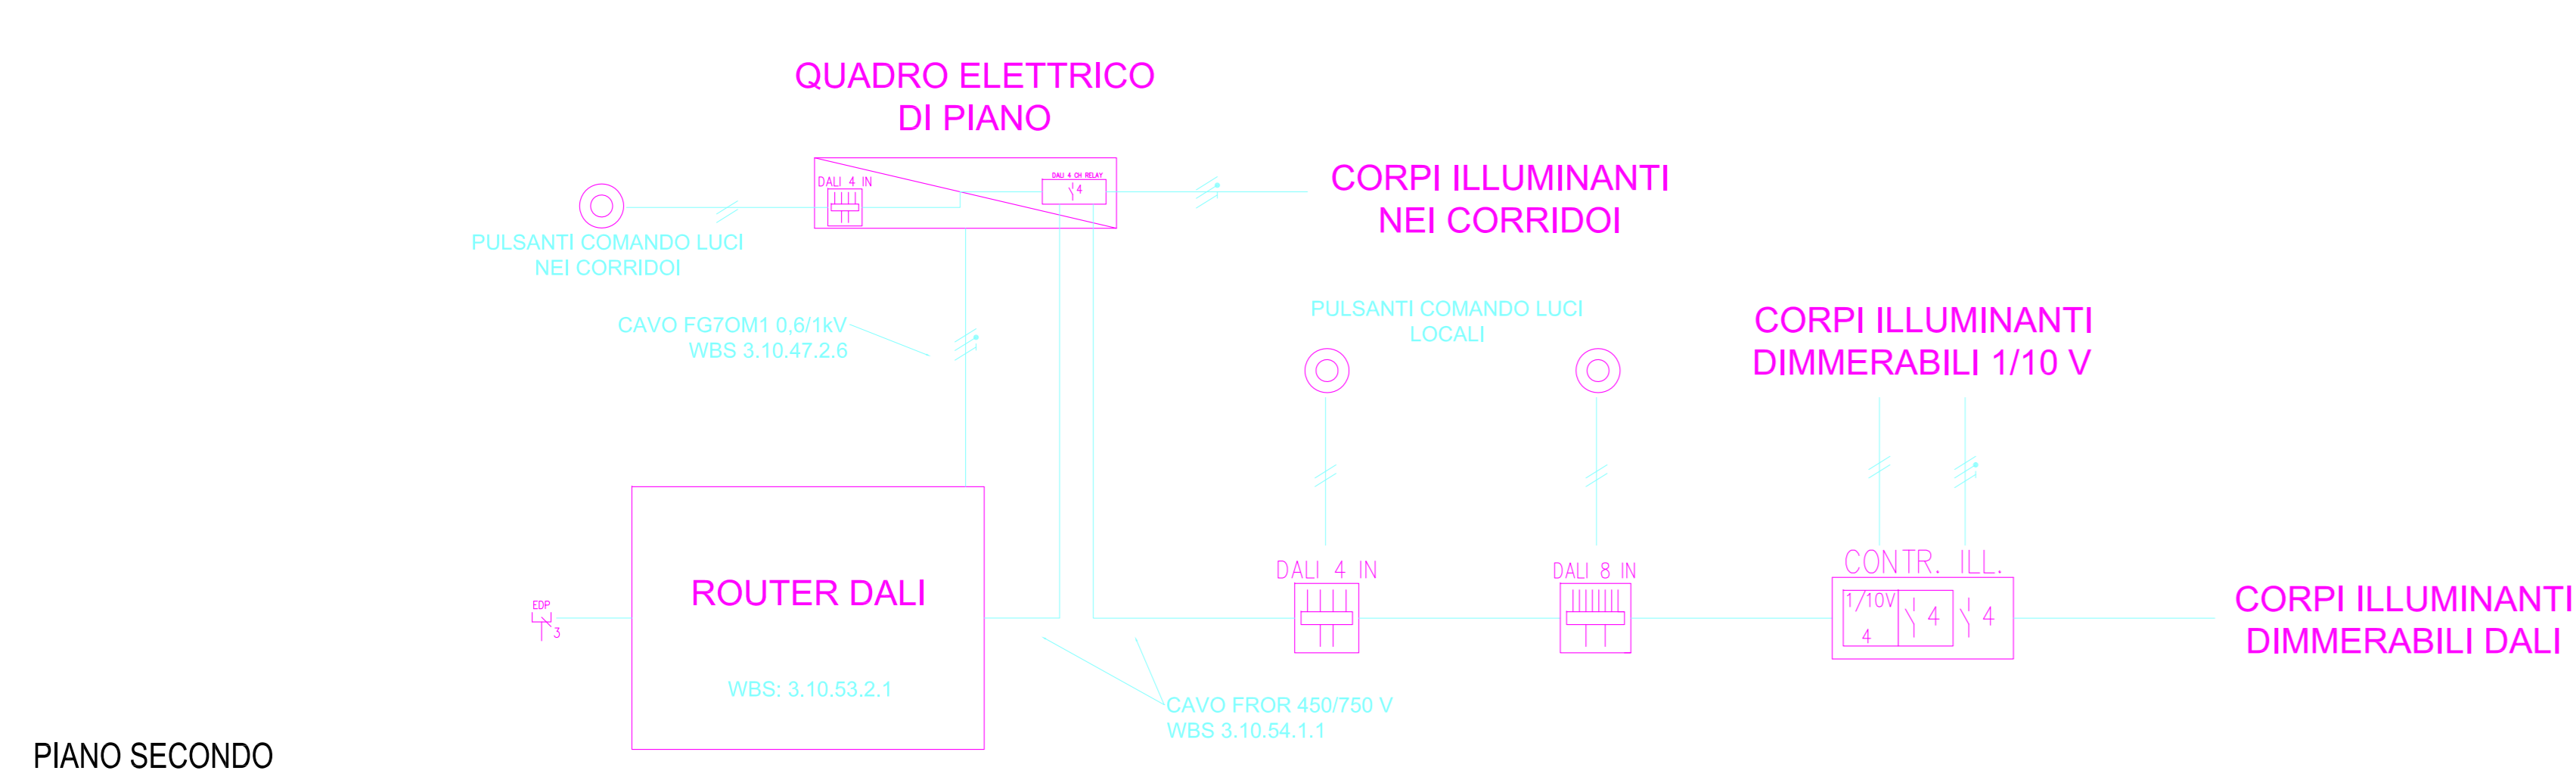 QUADRO ELETTRICO
DI PIANO
DALI 4 IN
DALI 4 CH RELAY
4
CORPI ILLUMINANTI
NEI CORRIDOI
PULSANTI COMANDO LUCI
NEI CORRIDOI
CAVO FG7OM1 0,6/1kV
WBS 3.10.47.2.6
PULSANTI COMANDO LUCI
LOCALI
CORPI ILLUMINANTI
DIMMERABILI 1/10 V
ROUTER DALI
WBS: 3.10.53.2.1
EDP
3
DALI 4 IN
DALI 8 IN
CONTR. ILL.
1/10V
4
4
4
CORPI ILLUMINANTI
DIMMERABILI DALI
CAVO FROR 450/750 V
WBS 3.10.54.1.1
PIANO SECONDO